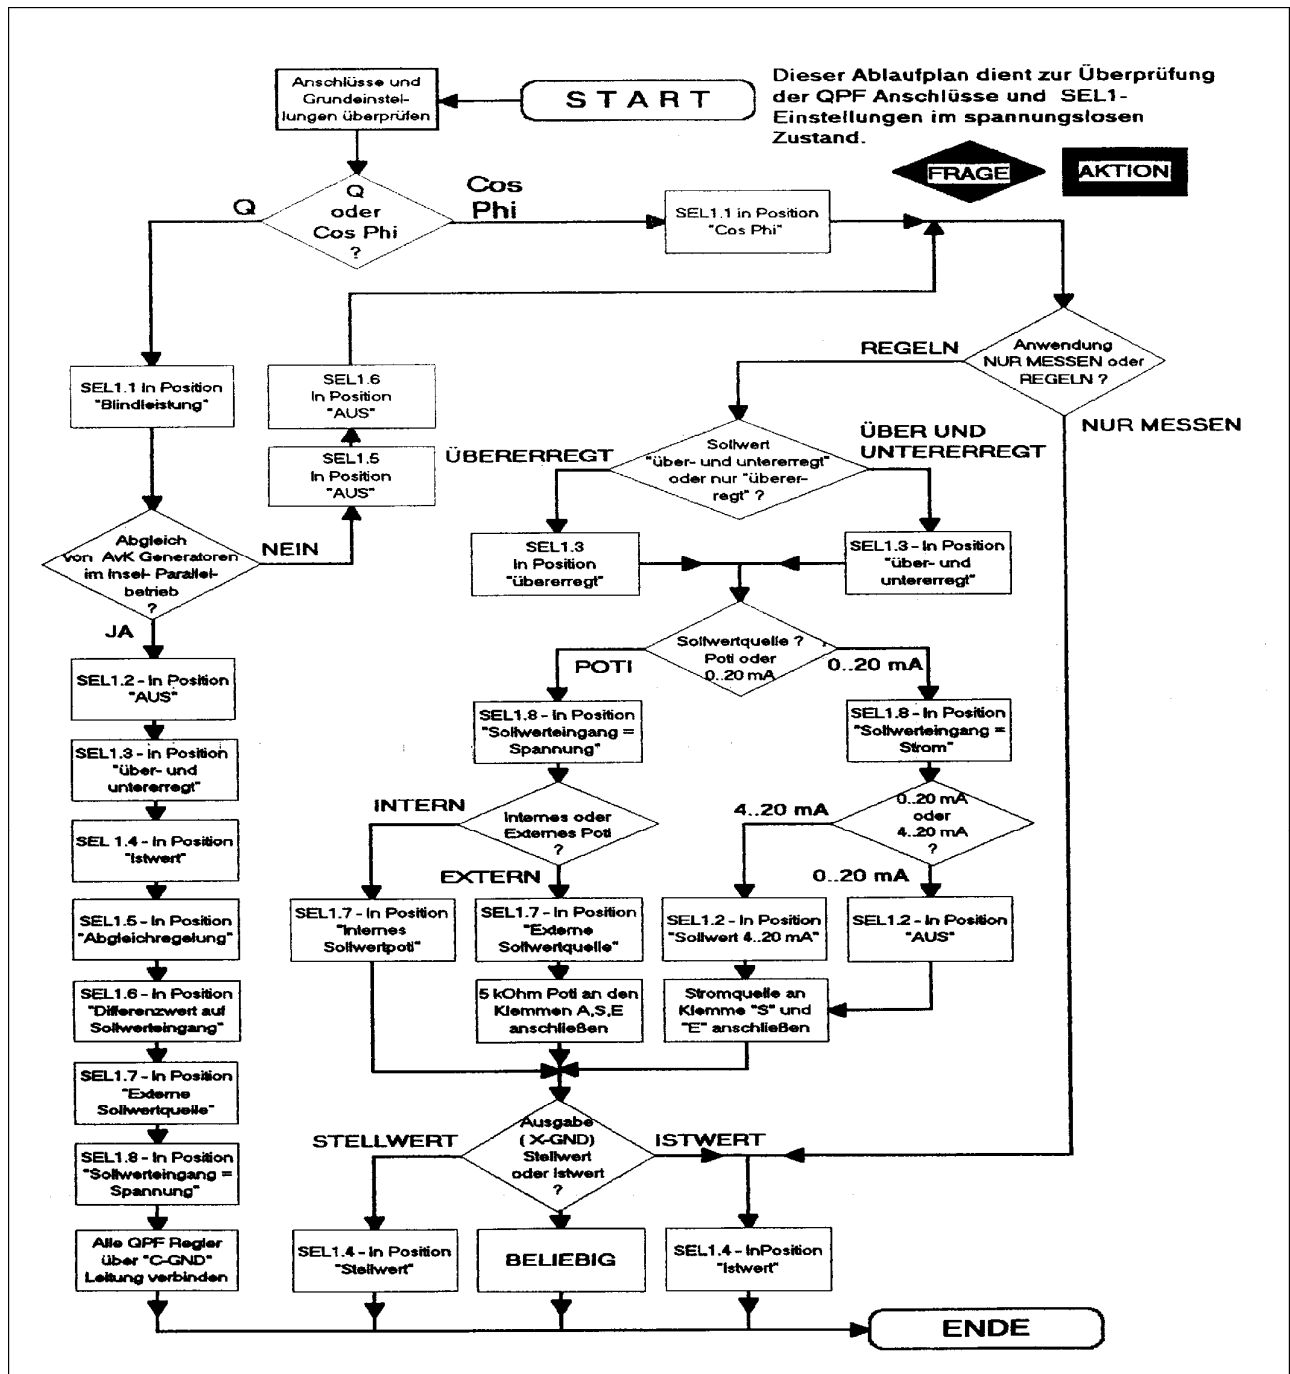 Anschlüsse und
Grundeinstel-
lungen überprüfen
START
Dieser Ablaufplan dient zur Überprüfung
der QPF Anschlüsse und SEL1-
Einstellungen im spannungslosen
Zustand.
FRAGE
AKTION
Q
Q
oder
Cos Phi
?
Cos
Phi
SEL1.1 in Position
"Cos Phi"
REGELN
Anwendung
NUR MESSEN oder
REGELN ?
NUR MESSEN
SEL1.1 In Position
"Blindleistung"
SEL1.6
In Position
"AUS"
SEL1.5
In Position
"AUS"
ÜBERERREGT
Sollwert
"über- und untererregt"
oder nur "überer-
regt" ?
ÜBER UND
UNTERERREGT
Abgleich
von AvK Generatoren
im Insel- Parallel-
betrieb
?
NEIN
JA
SEL1.3
In Position
"übererregt"
SEL1.3 - In Position
"über- und
untererregt"
Sollwertquelle ?
Poti oder
0..20 mA
POTI
0..20 mA
SEL1.2 - In Position
"AUS"
SEL1.3 - In Position
"über- und
untererregt"
SEL 1.4 - In Position
"Istwert"
SEL1.5 - In Position
"Abgleichregelung"
SEL1.6 - In Position
"Differenzwert auf
Sollwerteingang"
SEL1.7 - In Position
"Externe
Sollwertquelle"
SEL1.8 - In Position
"Sollwerteingang =
Spannung"
Alle QPF Regler
über "C-GND"
Leitung verbinden
SEL1.8 - In Position
"Sollwerteingang =
Spannung"
SEL1.8 - In Position
"Sollwerteingang =
Strom"
INTERN
Internes oder
Externes Poti
?
EXTERN
4..20 mA
0..20 mA
oder
4..20 mA
?
0..20 mA
SEL1.7 - In Position
"Internes
Sollwertpoti"
SEL1.7 - In Position
"Externe
Sollwertquelle"
SEL1.2 - In Position
"Sollwert 4..20 mA"
SEL1.2 - In Position
"AUS"
5 kOhm Poti an den
Klemmen A,S,E
anschließen
Stromquelle an
Klemme "S" und
"E" anschließen
STELLWERT
Ausgabe
( X-GND)
Stellwert
oder Istwert
?
ISTWERT
SEL1.4 - In Position
"Stellwert"
BELIEBIG
SEL1.4 - InPosition
"Istwert"
ENDE